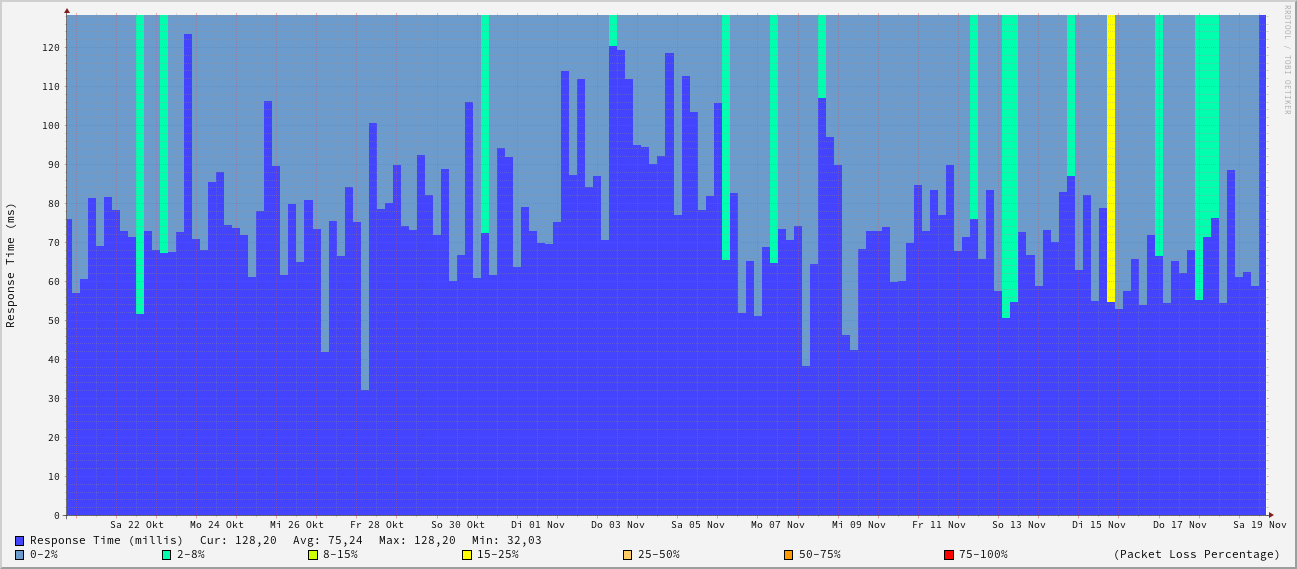 RRDTOOL / TOBI OETIKER
Response Time (ms)
120
110
100
90
80
70
60
50
40
30
20
10
0
Sa 22 Okt Mo 24 Okt Mi 26 Okt Fr 28 Okt So 30 Okt Di 01 Nov Do 03 Nov Sa 05 Nov Mo 07 Nov Mi 09 Nov Fr 11 Nov So 13 Nov Di 15 Nov Do 17 Nov Sa 19 Nov
Response Time (millis) Cur: 128,20 Avg: 75,24 Max: 128,20 Min: 32,03
0-2% 2-8% 8-15% 15-25% 25-50% 50-75% 75-100% (Packet Loss Percentage)